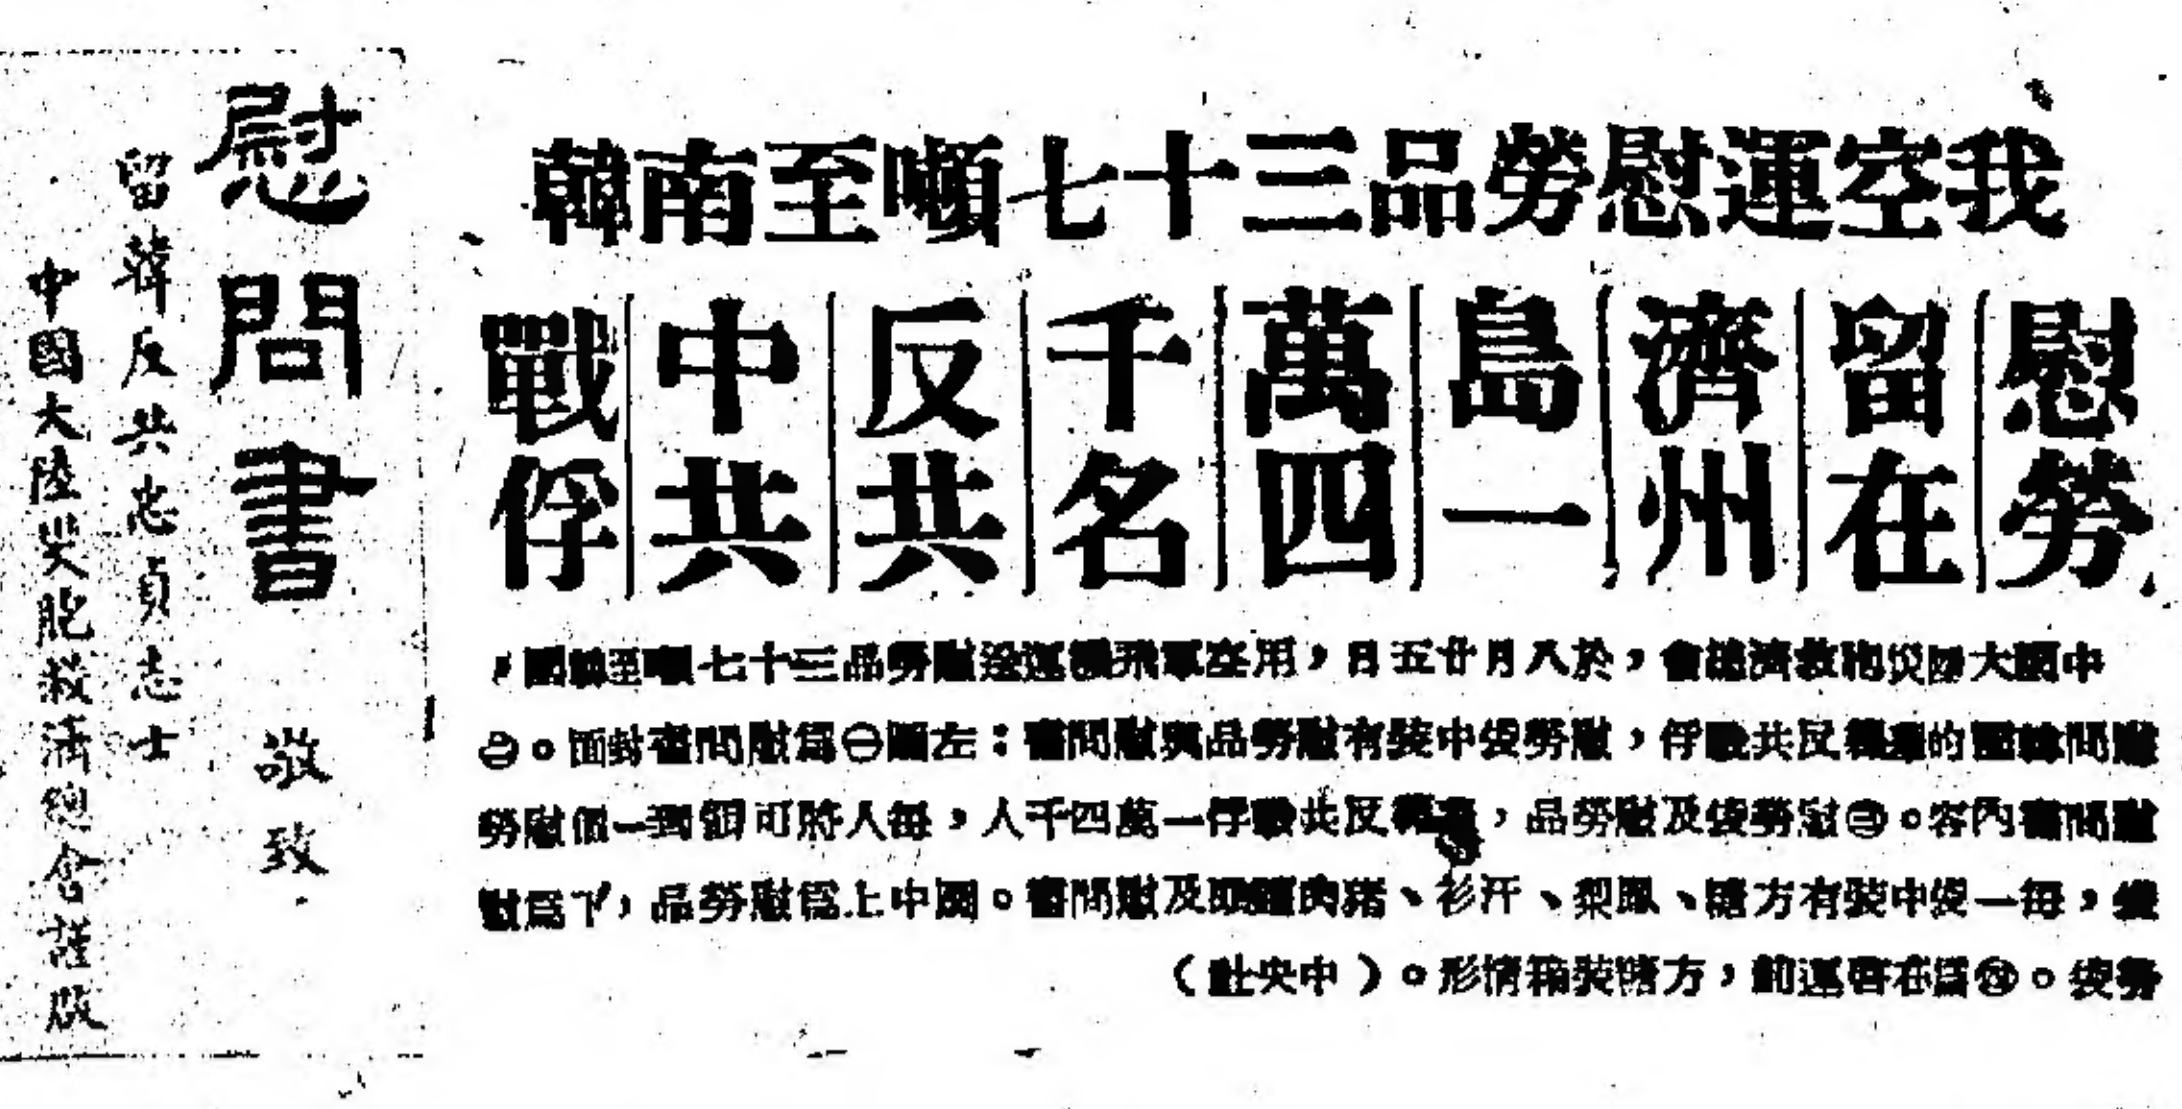 我空運慰勞品三十七噸至南韓
慰勞
留在
濟州
島一
萬四
千名
反共
中共
戰俘
中國大陸災胞救濟總會，於八月廿五日，用空軍飛機運送慰勞品三十七噸至韓國，
慰問韓國的華籍反共戰俘，慰勞袋中裝有慰勞品與慰問書：左圖㊀爲慰問書封面。㊁
慰問書內容。㊂慰勞袋及慰勞品，華籍反共戰俘一萬四千人，每人將可領到一個慰勞
袋，每一袋中裝有方糖、鳳梨、汗衫、豬肉罐頭及慰問書。圖中上爲慰勞品，下爲慰
勞袋。㊃爲在啓運前，方糖裝箱情形。（中央社）
慰問書 敬致
留韓反共忠貞志士
中國大陸災胞救濟總會謹啟